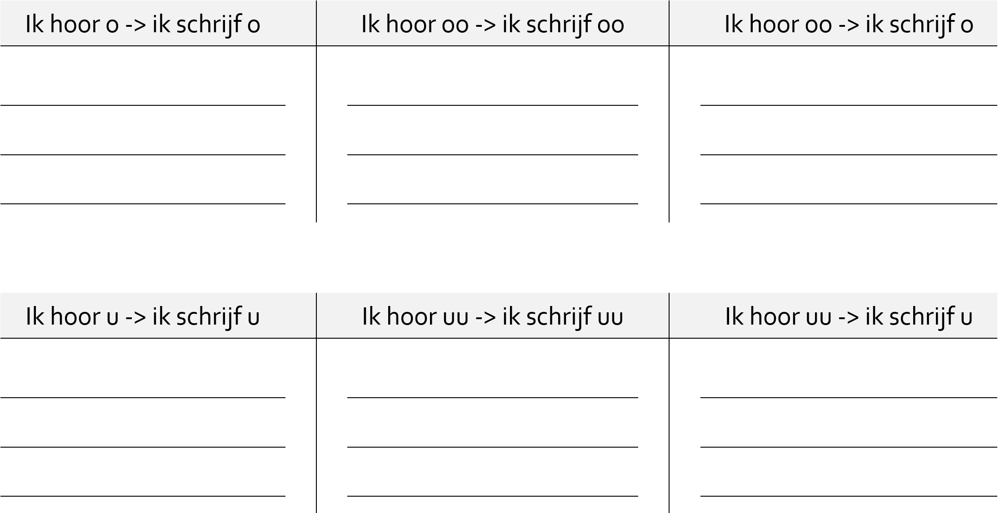 Ik hoor o -> ik schrijf o
Ik hoor oo -> ik schrijf oo
Ik hoor oo -> ik schrijf o
Ik hoor u -> ik schrijf u
Ik hoor uu -> ik schrijf uu
Ik hoor uu -> ik schrijf u